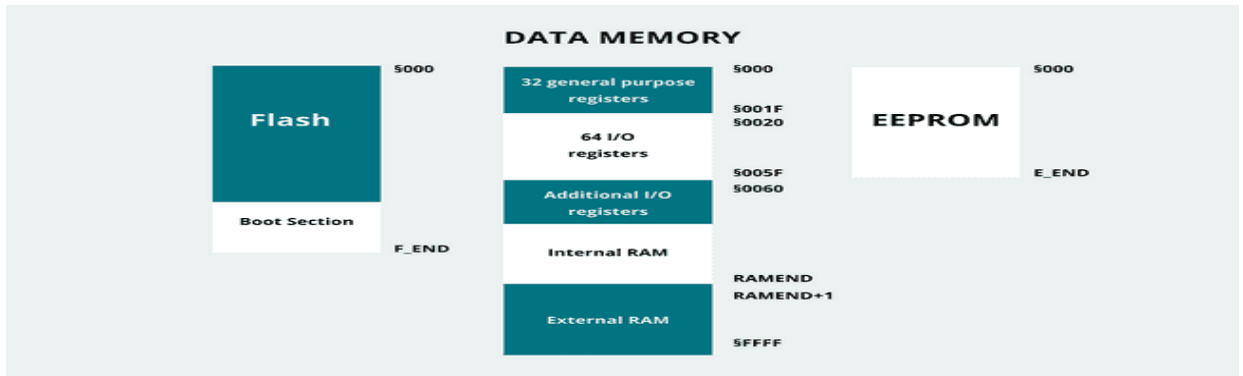 DATA MEMORY
Flash
Boot Section
$000
F_END
32 general purpose
registers
64 I/O
registers
Additional I/O
registers
Internal RAM
External RAM
$000
$001F
$0020
$005F
$0060
RAMEND
RAMEND+1
$FFFF
EEPROM
$000
E_END